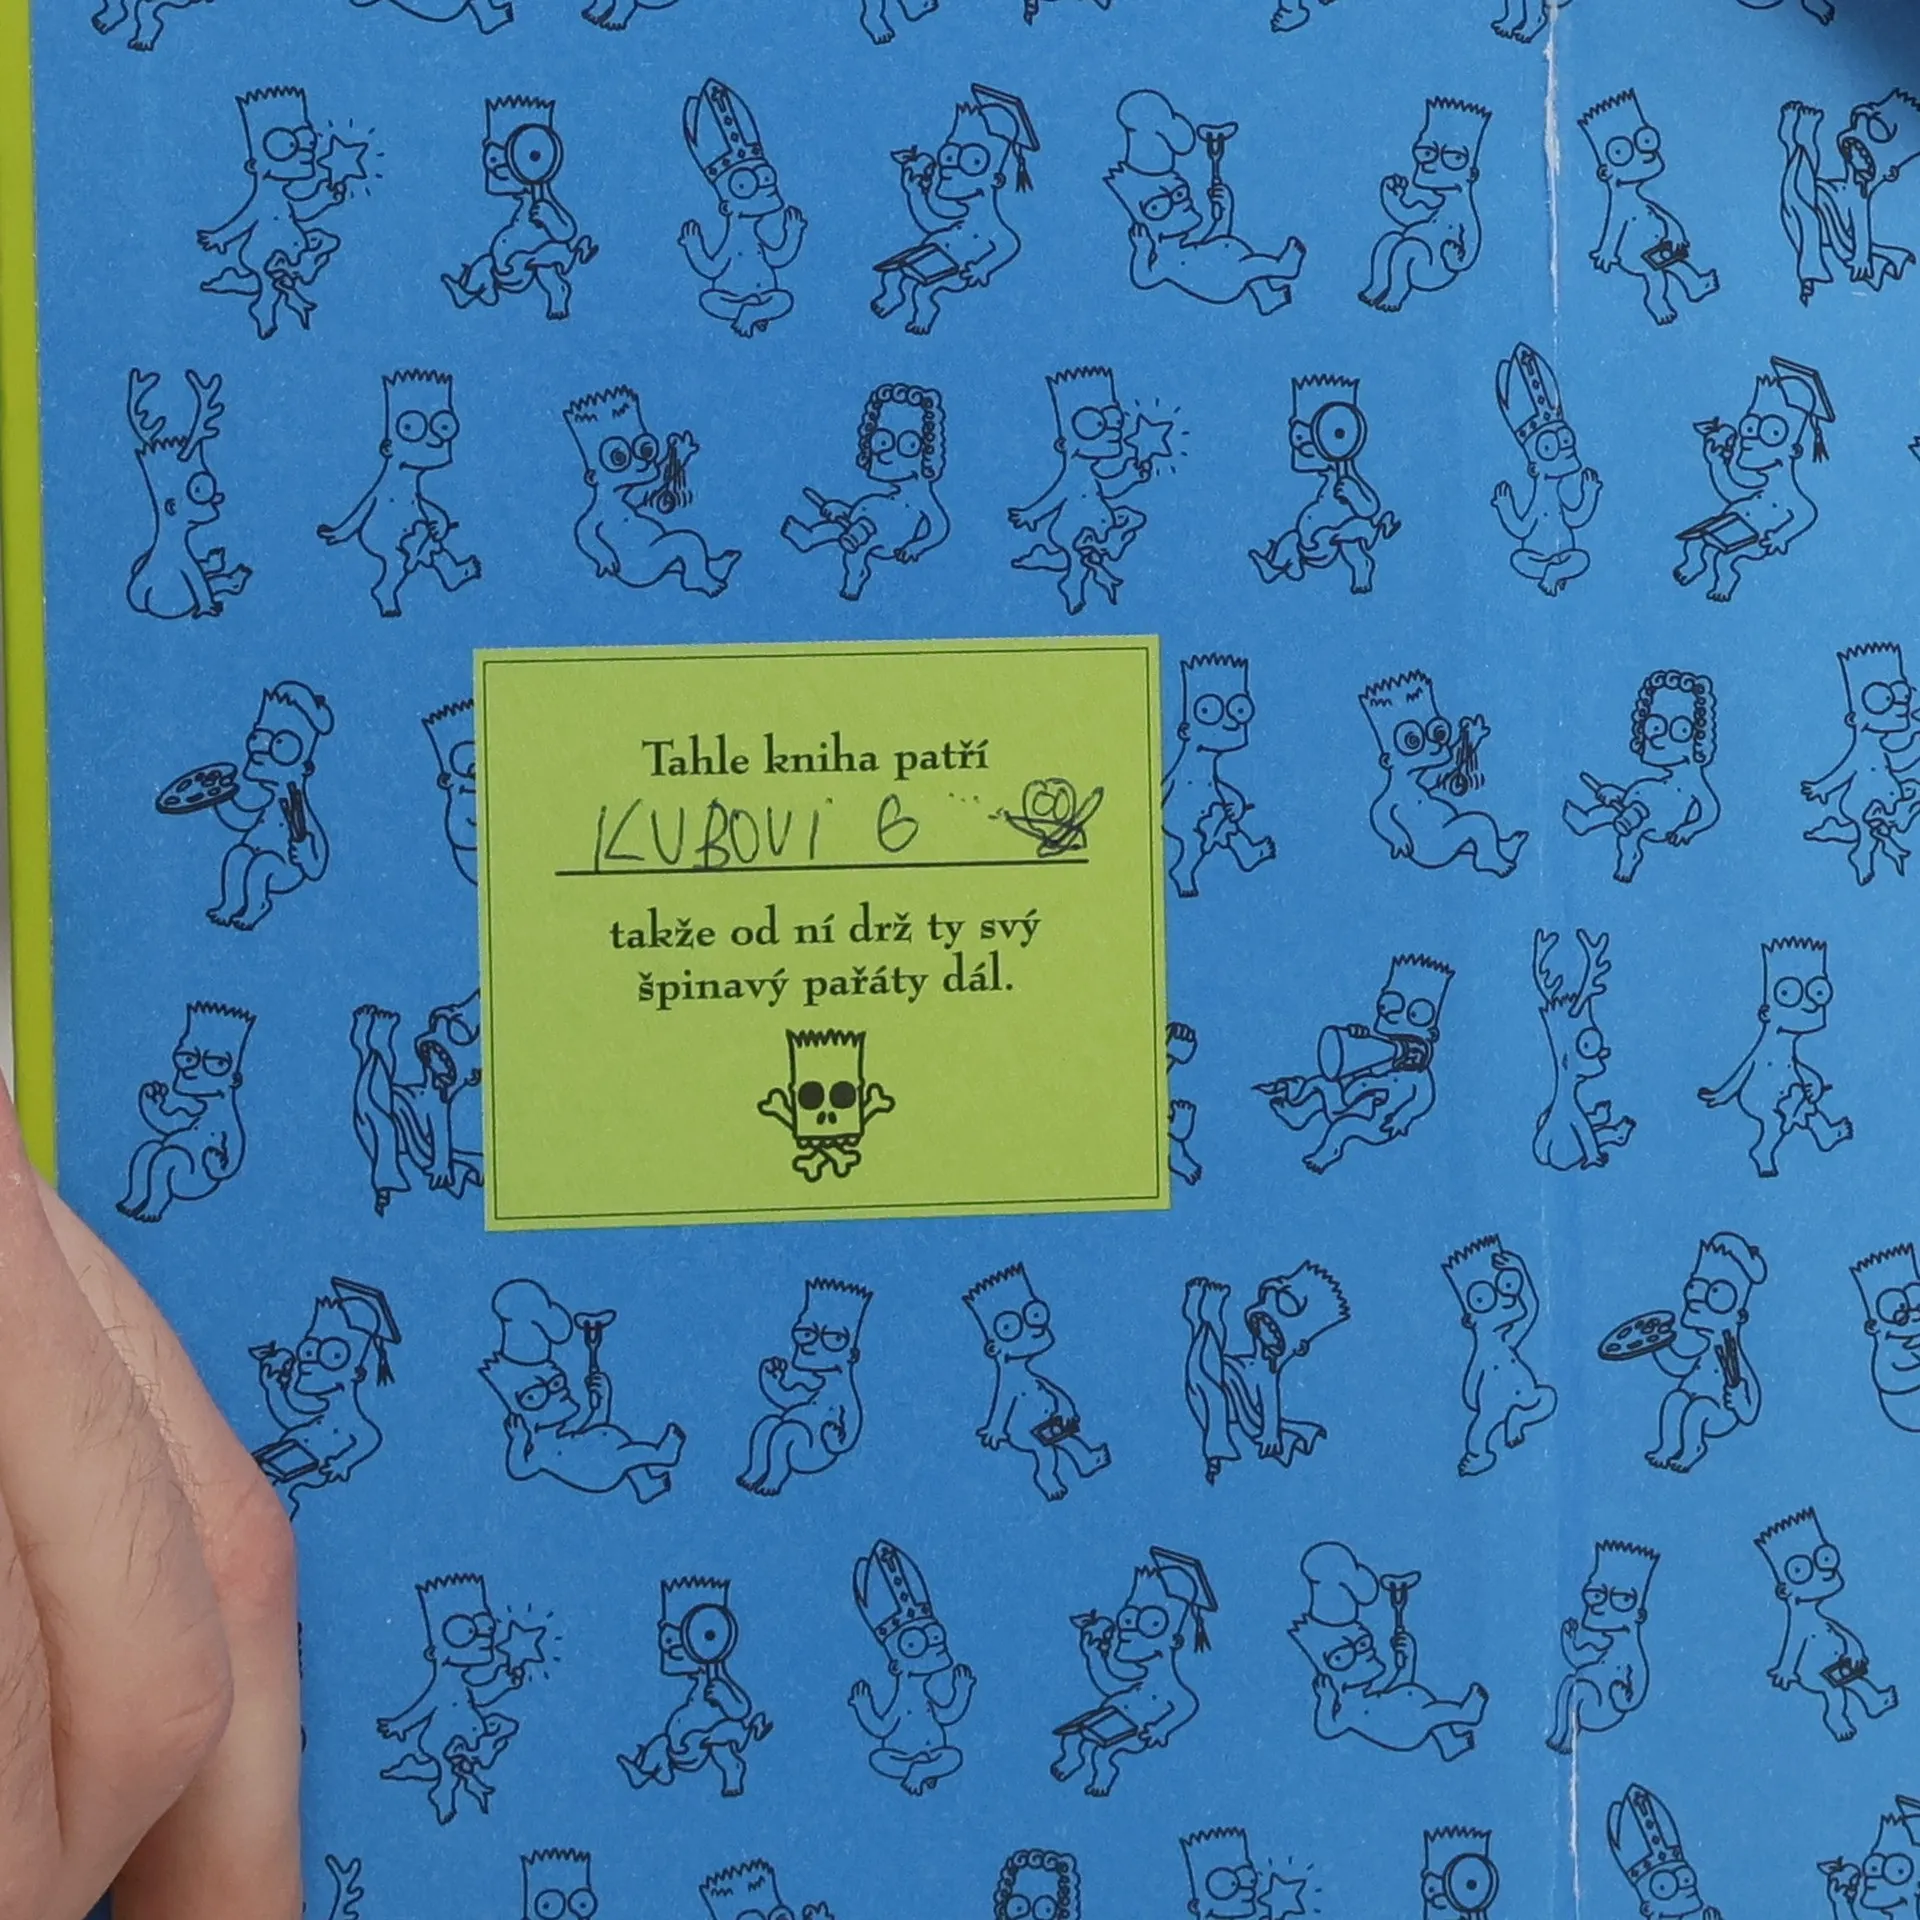 Tahle kniha patří
KUBOVI G
takže od ní drž ty svý
špinavý pařáty dál.